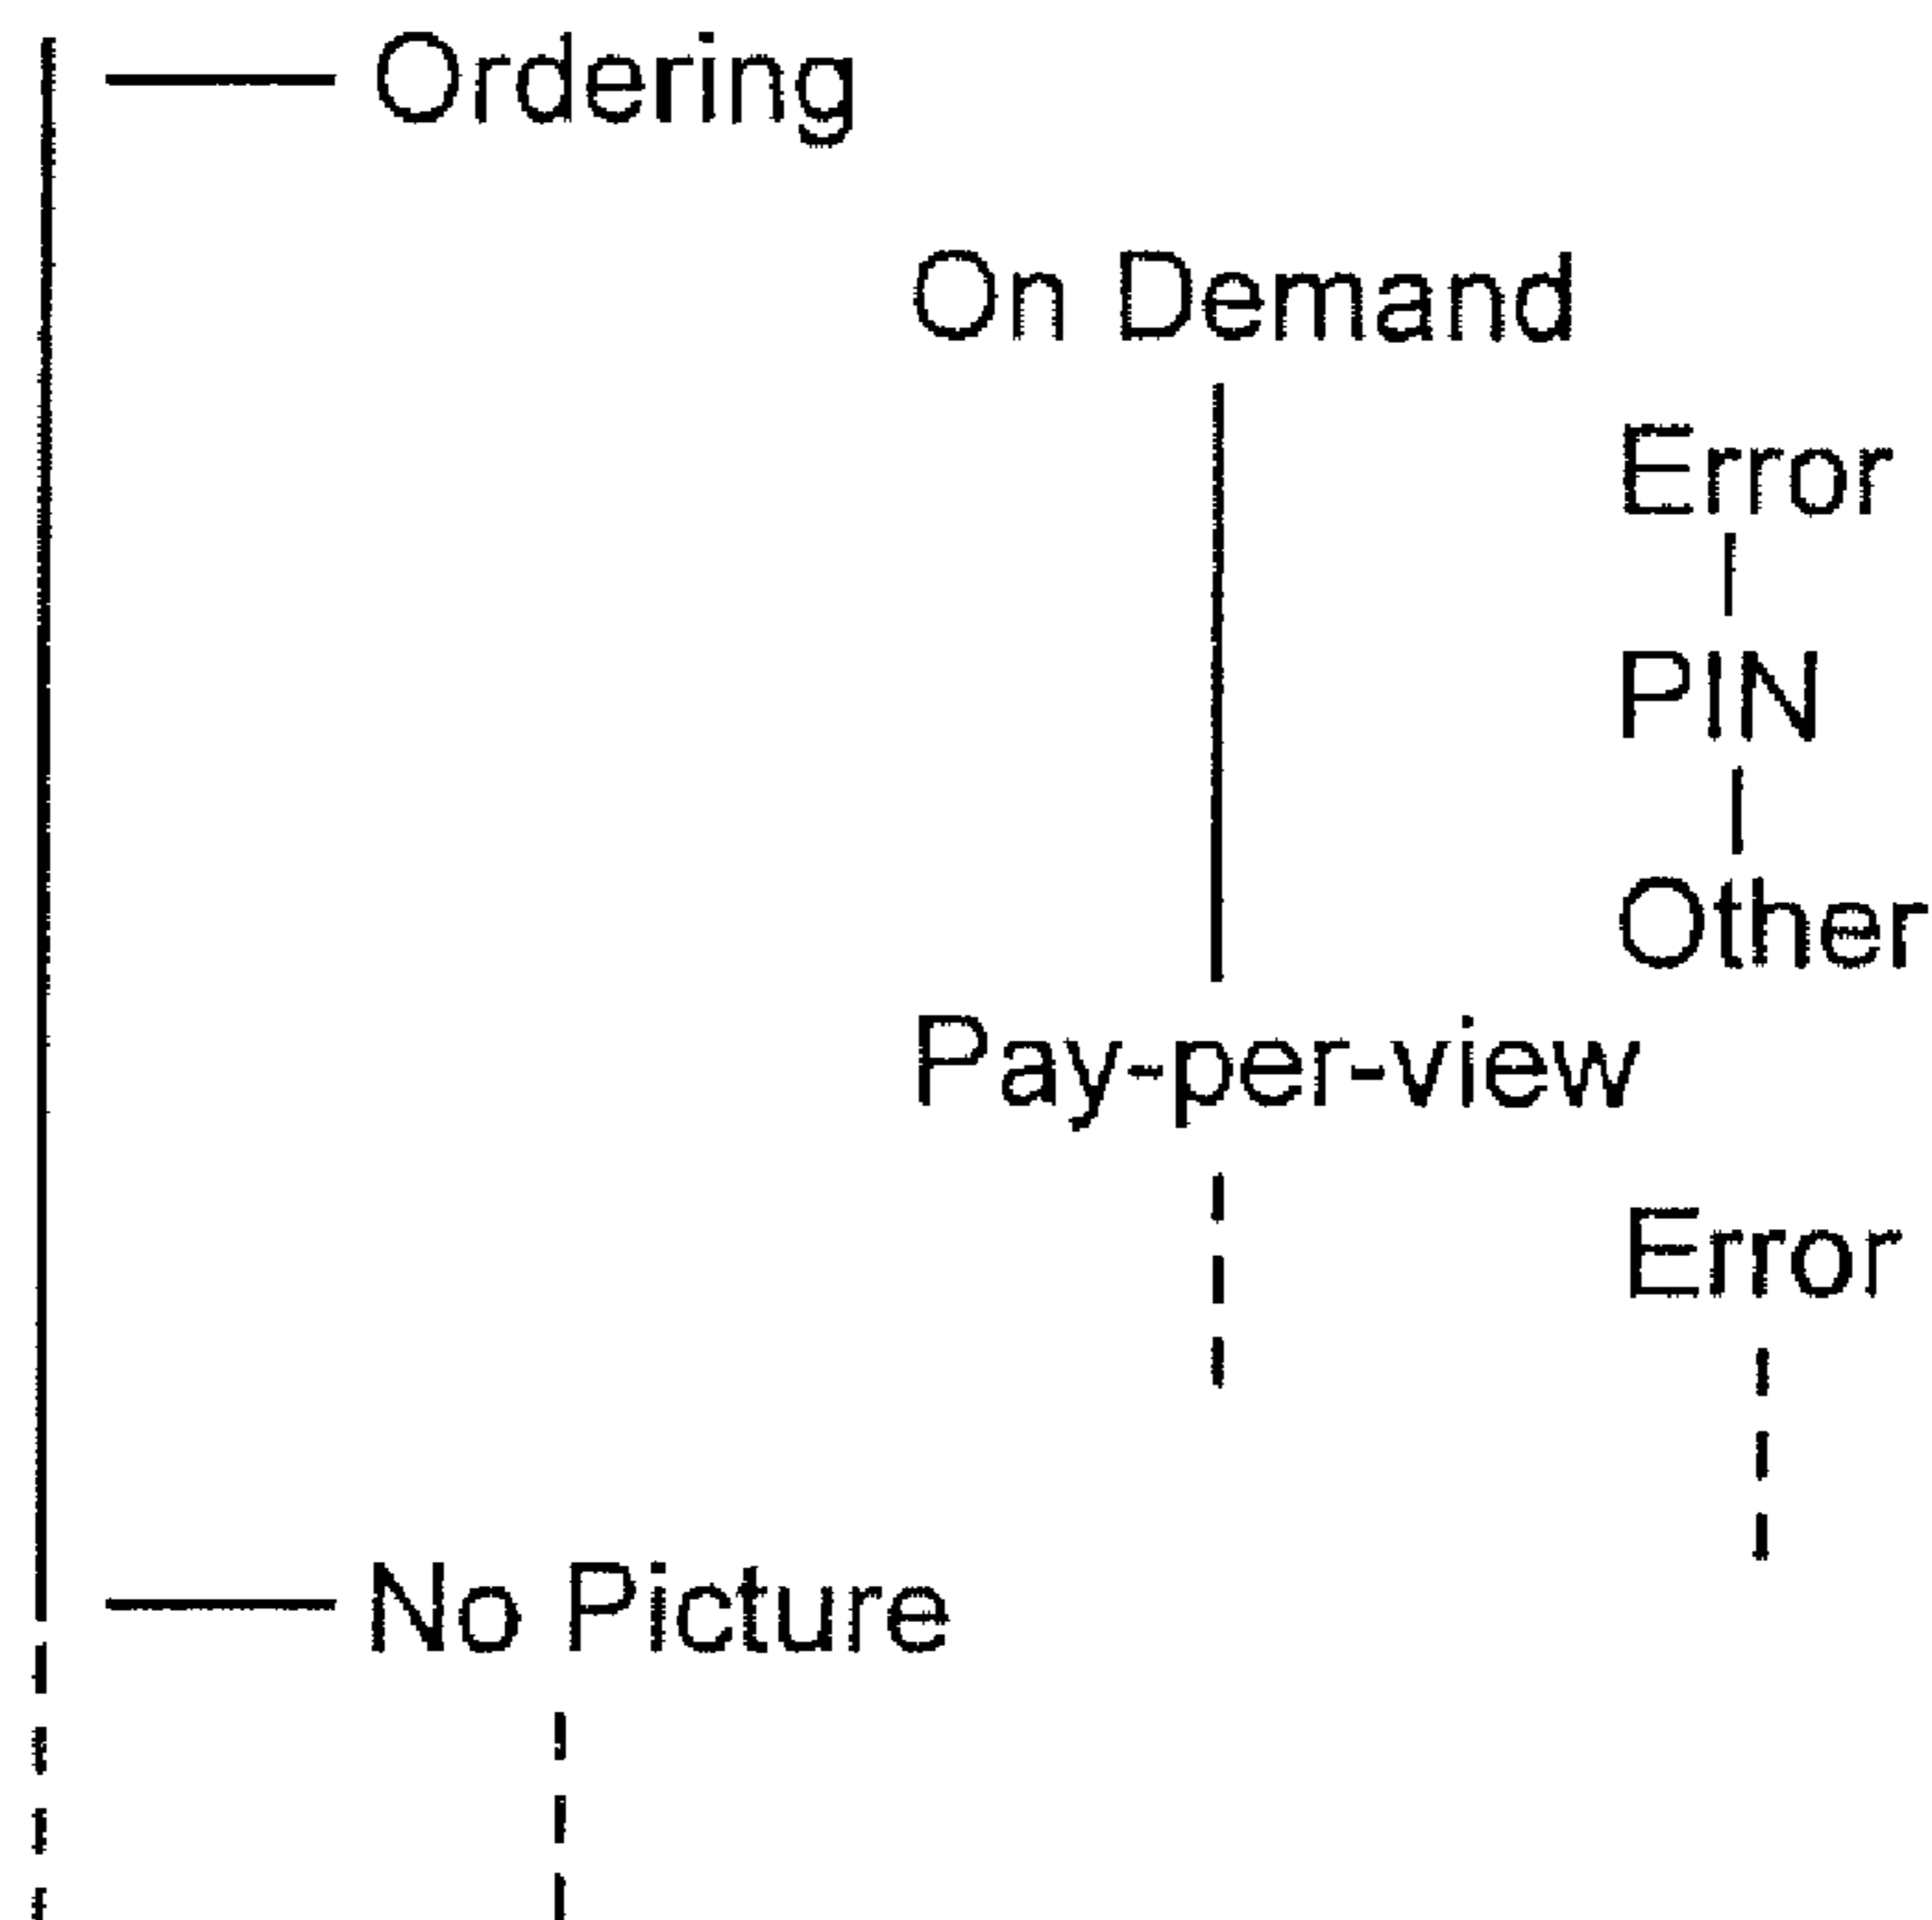 Ordering
On Demand
Error
PIN
Other
Pay-per-view
Error
No Picture